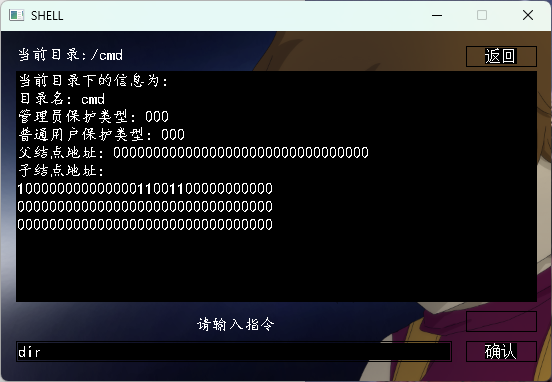 SHELL
当前目录:/cmd
返回
当前目录下的信息为:
目录名: cmd
管理员保护类型: 000
普通用户保护类型: 000
父结点地址: 00000000000000000000000000000000
子结点地址:
10000000000000011001100000000000
00000000000000000000000000000000
00000000000000000000000000000000
请输入指令
dir
确认